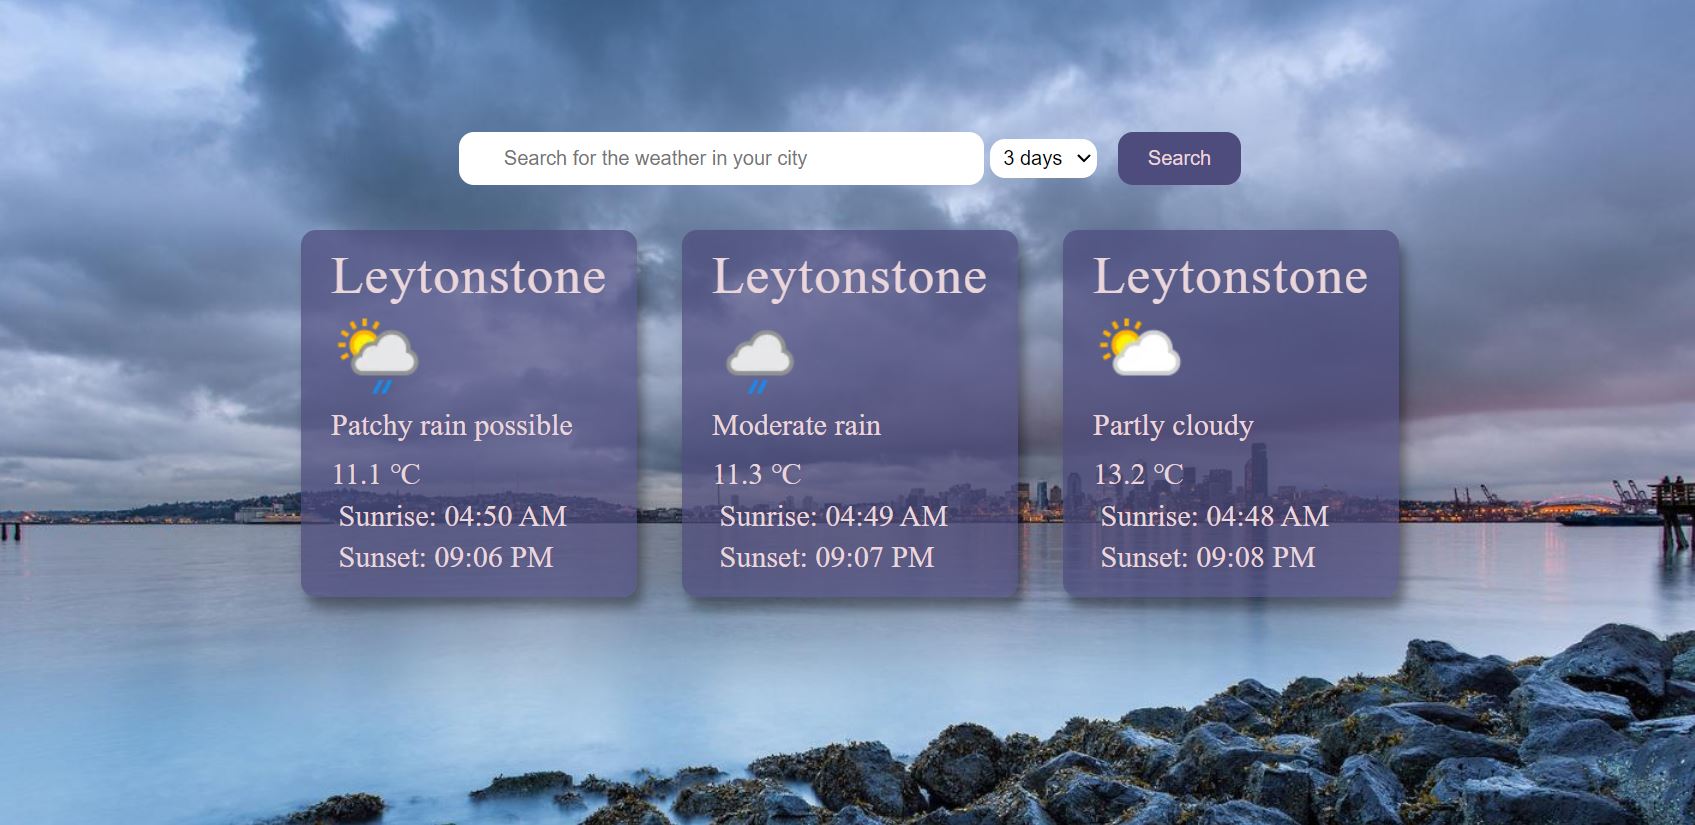 Search for the weather in your city
3 days
Search
Leytonstone
Patchy rain possible
11.1 ℃
Sunrise: 04:50 AM
Sunset: 09:06 PM
Leytonstone
Moderate rain
11.3 ℃
Sunrise: 04:49 AM
Sunset: 09:07 PM
Leytonstone
Partly cloudy
13.2 ℃
Sunrise: 04:48 AM
Sunset: 09:08 PM